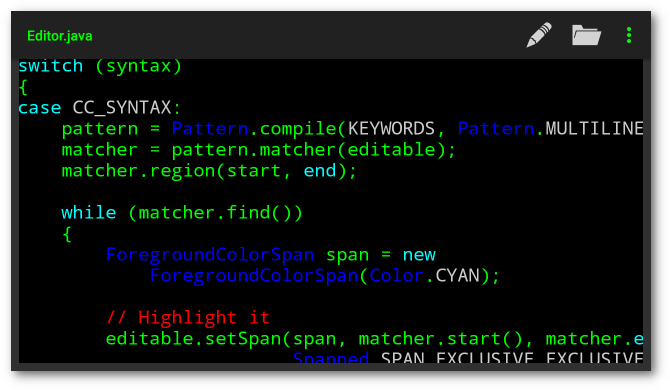 Editor.java
switch (syntax)
{
case CC_SYNTAX:
pattern = Pattern.compile(KEYWORDS, Pattern.MULTILINE
matcher = pattern.matcher(editable);
matcher.region(start, end);
while (matcher.find())
{
ForegroundColorSpan span = new
ForegroundColorSpan(Color.CYAN);
// Highlight it
editable.setSpan(span, matcher.start(), matcher.e
Spanned.SPAN_EXCLUSIVE_EXCLUSIVE